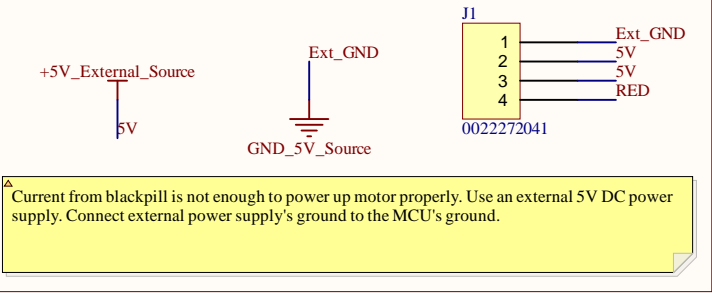 J1
+5V_External_Source
5V
Ext_GND
GND_5V_Source
1 Ext_GND
2 5V
3 5V
4 RED
0022272041
Current from blackpill is not enough to power up motor properly. Use an external 5V DC power
supply. Connect external power supply's ground to the MCU's ground.